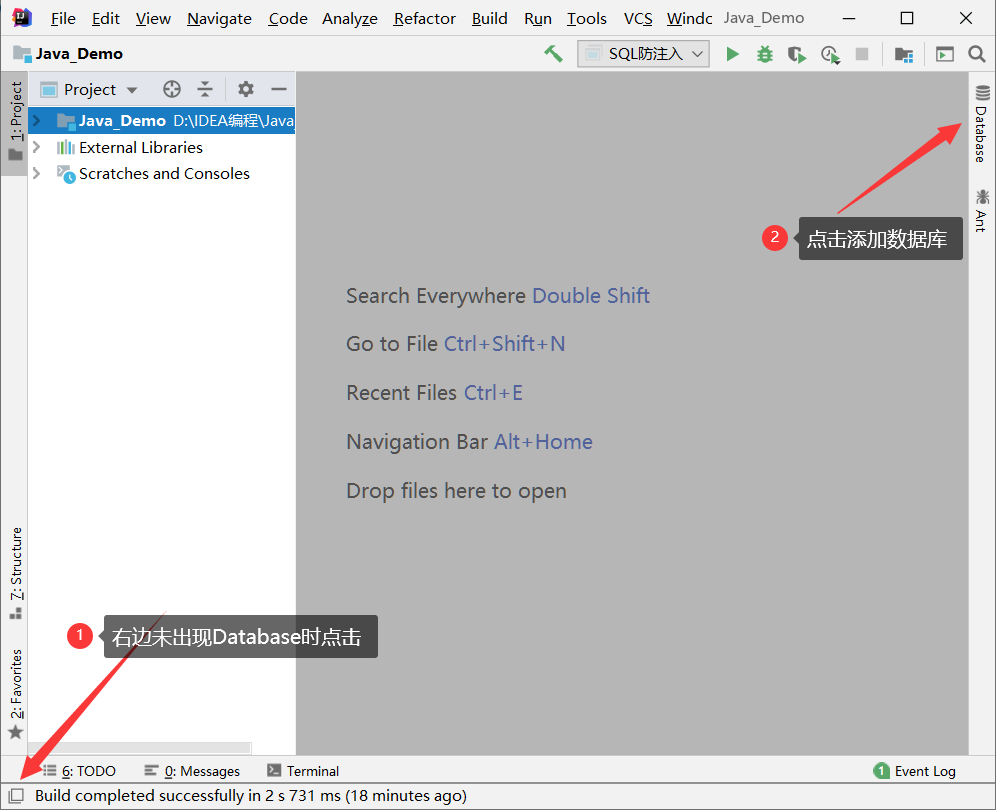 File Edit View Navigate Code Analyze Refactor Build Run Tools VCS Windc Java_Demo
Java_Demo
SQL防注入
1: Project
Project
Java_Demo D:\IDEA编程\Java
External Libraries
Scratches and Consoles
Database
Ant
2 点击添加数据库
Search Everywhere Double Shift
Go to File Ctrl+Shift+N
Recent Files Ctrl+E
Navigation Bar Alt+Home
Drop files here to open
Z: Structure
1 右边未出现Database时点击
2: Favorites
6: TODO 0: Messages Terminal 1 Event Log
Build completed successfully in 2 s 731 ms (18 minutes ago)